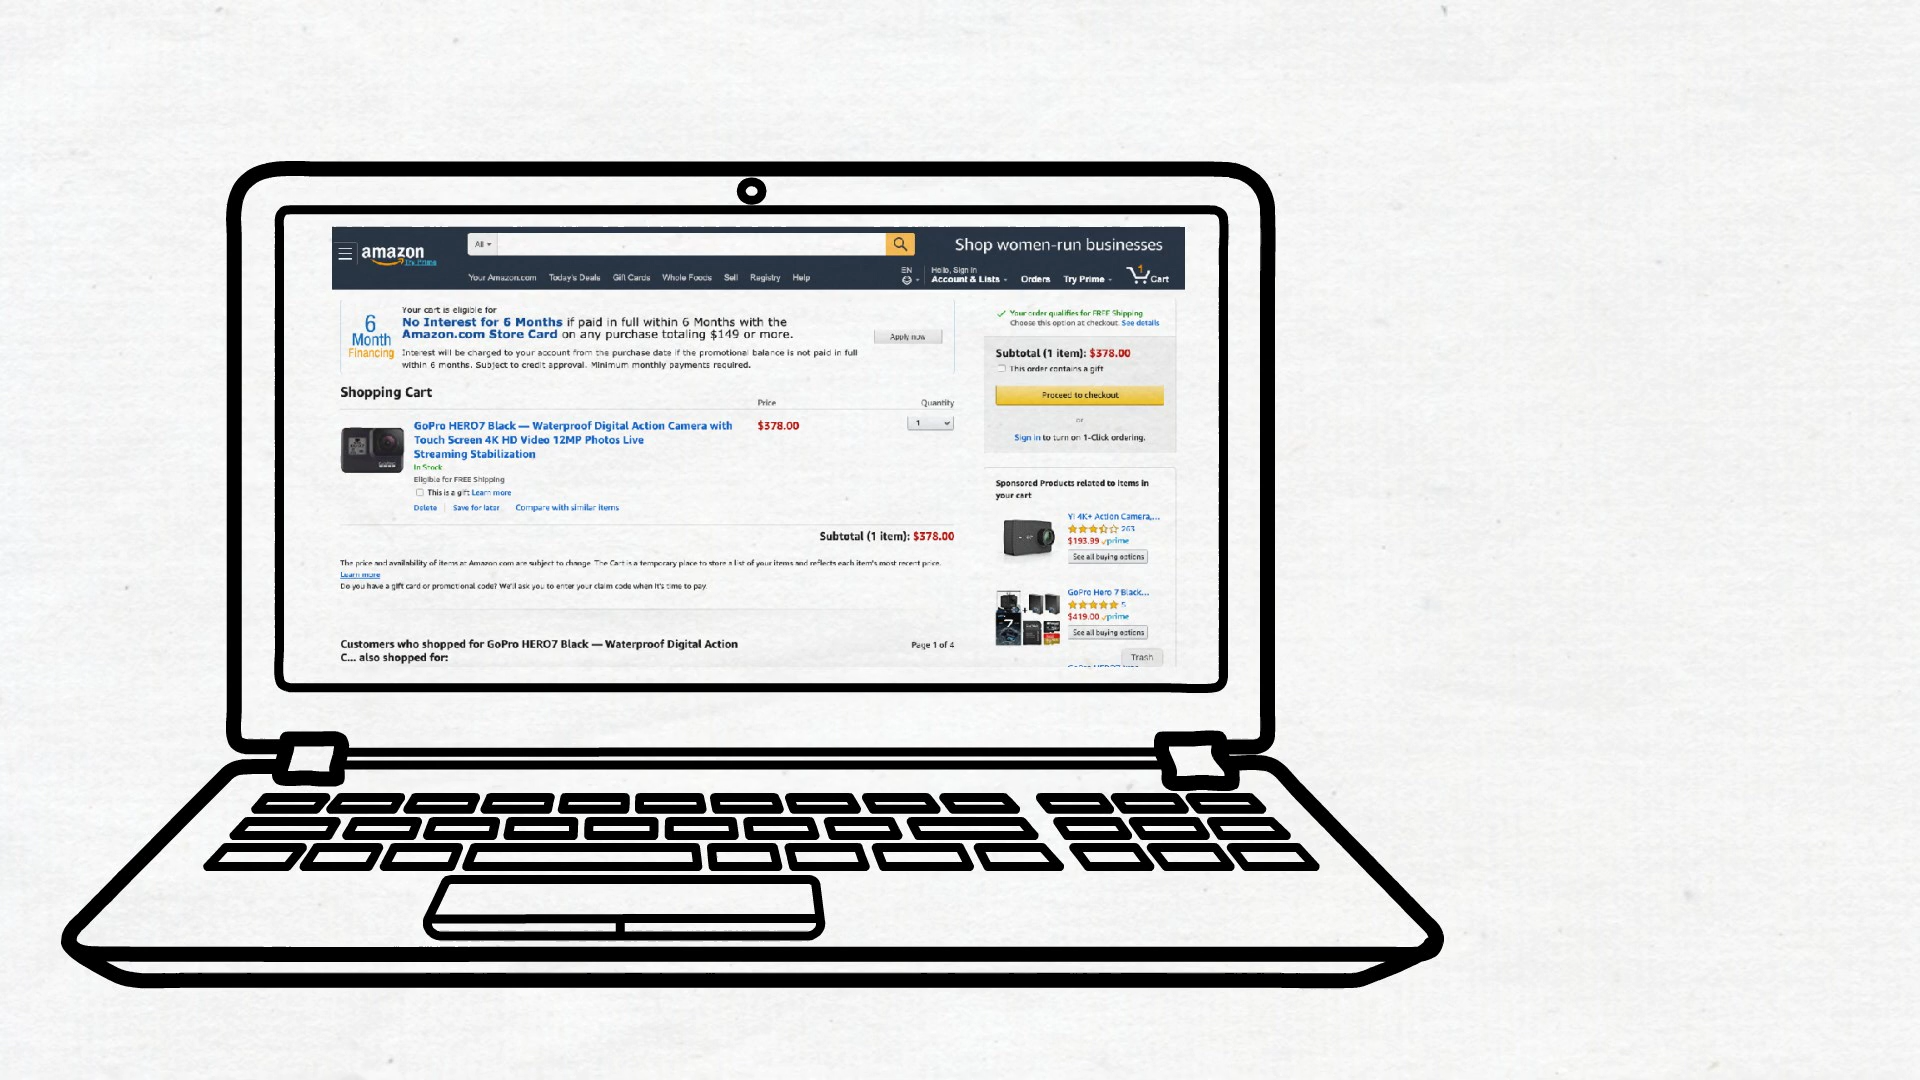 amazon
Try Prime
All
Shop women-run businesses
Your Amazon.com Today's Deals Gift Cards Whole Foods Sell Registry Help
EN
Hello, Sign in
Account & Lists Orders Try Prime
1
Cart
6
Month
Financing
Your cart is eligible for
No Interest for 6 Months if paid in full within 6 Months with the
Amazon.com Store Card on any purchase totaling $149 or more.
Interest will be charged to your account from the purchase date if the promotional balance is not paid in full
within 6 months. Subject to credit approval. Minimum monthly payments required.
Apply now
Shopping Cart
Price Quantity
GoPro HERO7 Black — Waterproof Digital Action Camera with
Touch Screen 4K HD Video 12MP Photos Live
Streaming Stabilization
$378.00
1
In Stock
Eligible for FREE Shipping
This is a gift Learn more
Delete Save for later Compare with similar items
Subtotal (1 item): $378.00
The price and availability of items at Amazon.com are subject to change. The Cart is a temporary place to store a list of your items and reflects each item's most recent price.
Learn more
Do you have a gift card or promotional code? We'll ask you to enter your claim code when it's time to pay.
Customers who shopped for GoPro HERO7 Black — Waterproof Digital Action
C... also shopped for:
Page 1 of 4
Your order qualifies for FREE Shipping
Choose this option at checkout. See details
Subtotal (1 item): $378.00
This order contains a gift
Proceed to checkout
or
Sign in to turn on 1-Click ordering.
Sponsored Products related to items in
your cart
YI 4K+ Action Camera,...
263
$193.99 prime
See all buying options
GoPro Hero 7 Black...
5
$419.00 prime
See all buying options
7
Trash